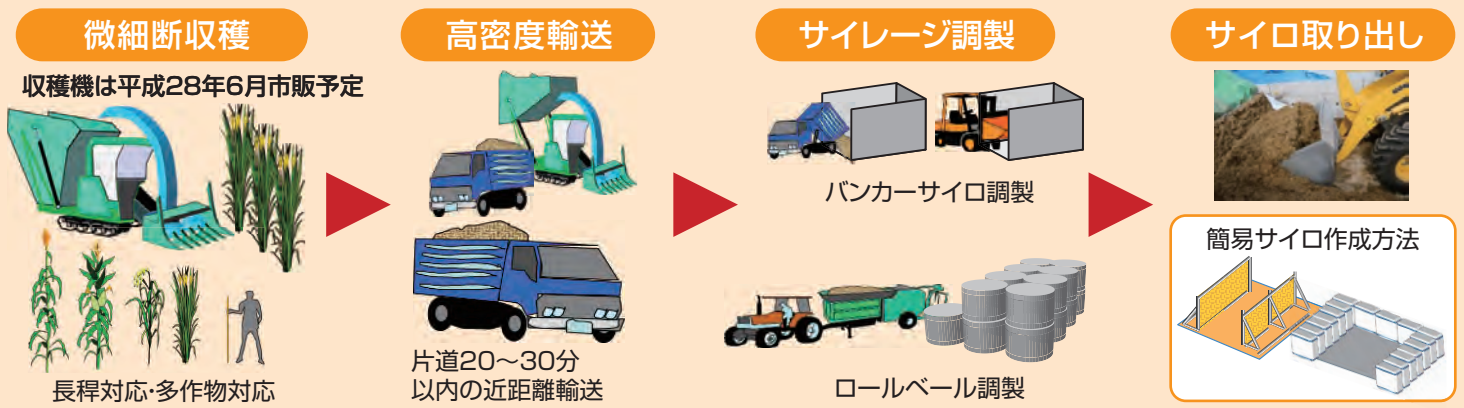 微細断収穫
収穫機は平成28年6月市販予定
長稈対応・多作物対応
高密度輸送
片道20〜30分
以内の近距離輸送
サイレージ調製
バンカーサイロ調製
ロールベール調製
サイロ取り出し
簡易サイロ作成方法